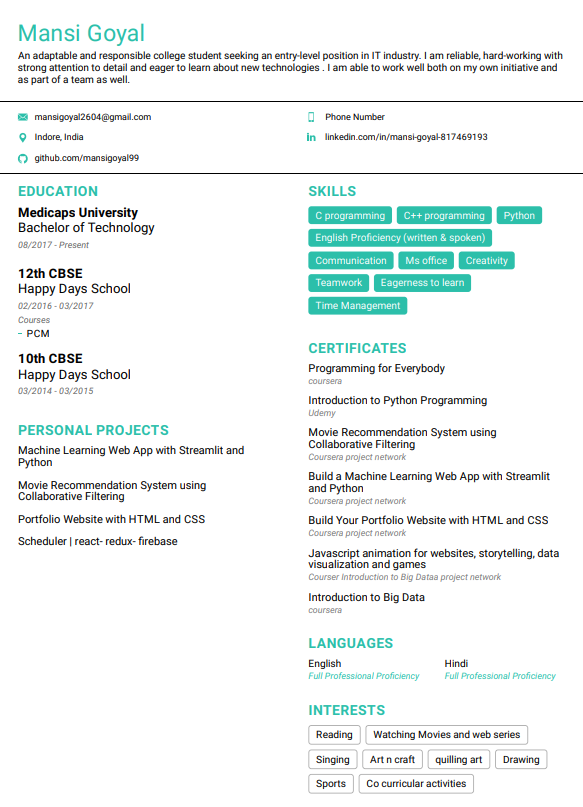 Mansi Goyal
An adaptable and responsible college student seeking an entry-level position in IT industry. I am reliable, hard-working with
strong attention to detail and eager to learn about new technologies . I am able to work well both on my own initiative and
as part of a team as well.
mansigoyal2604@gmail.com
Phone Number
Indore, India
linkedin.com/in/mansi-goyal-817469193
github.com/mansigoyal99
EDUCATION
Medicaps University
Bachelor of Technology
08/2017 - Present
12th CBSE
Happy Days School
02/2016 - 03/2017
Courses
– PCM
10th CBSE
Happy Days School
03/2014 - 03/2015
PERSONAL PROJECTS
Machine Learning Web App with Streamlit and
Python
Movie Recommendation System using
Collaborative Filtering
Portfolio Website with HTML and CSS
Scheduler | react- redux- firebase
SKILLS
C programming C++ programming Python
English Proficiency (written & spoken)
Communication Ms office Creativity
Teamwork Eagerness to learn
Time Management
CERTIFICATES
Programming for Everybody
coursera
Introduction to Python Programming
Udemy
Movie Recommendation System using
Collaborative Filtering
Coursera project network
Build a Machine Learning Web App with Streamlit
and Python
Coursera project network
Build Your Portfolio Website with HTML and CSS
Coursera project network
Javascript animation for websites, storytelling, data
visualization and games
Courser Introduction to Big Dataa project network
Introduction to Big Data
coursera
LANGUAGES
English Hindi
Full Professional Proficiency Full Professional Proficiency
INTERESTS
Reading Watching Movies and web series
Singing Art n craft quilling art Drawing
Sports Co curricular activities